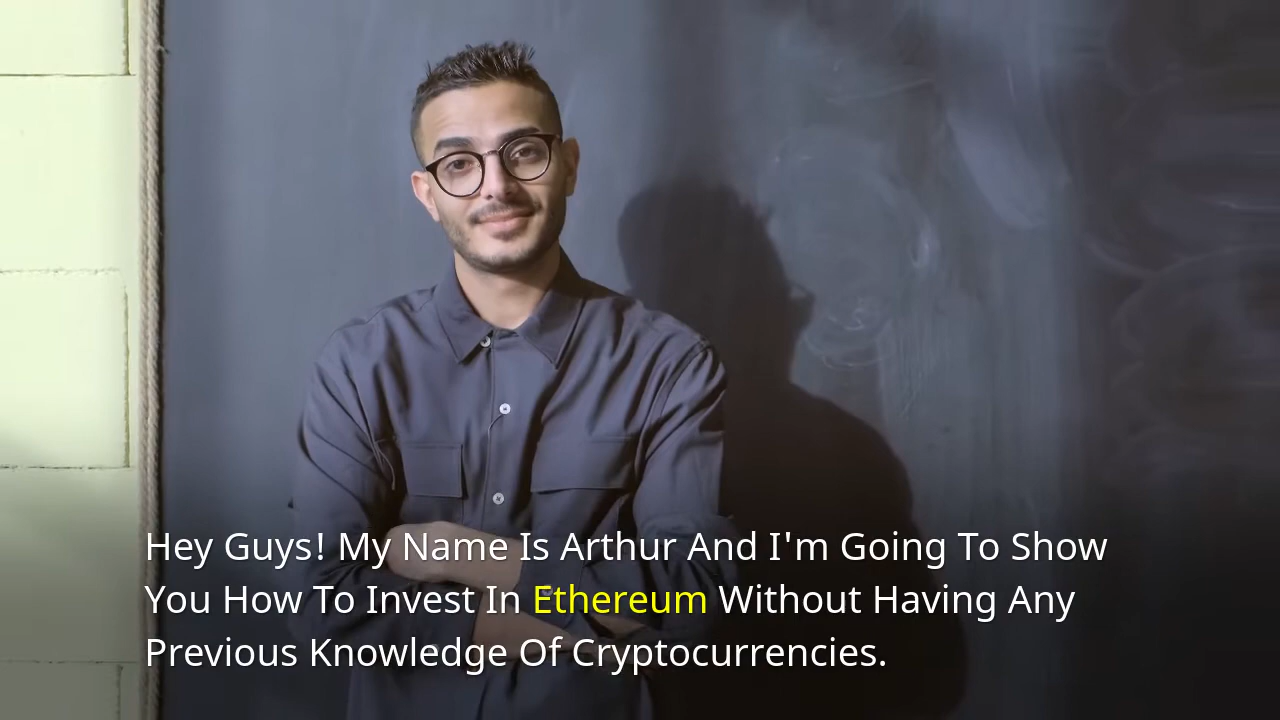 Hey Guys! My Name Is Arthur And I'm Going To Show
You How To Invest In Ethereum Without Having Any
Previous Knowledge Of Cryptocurrencies.